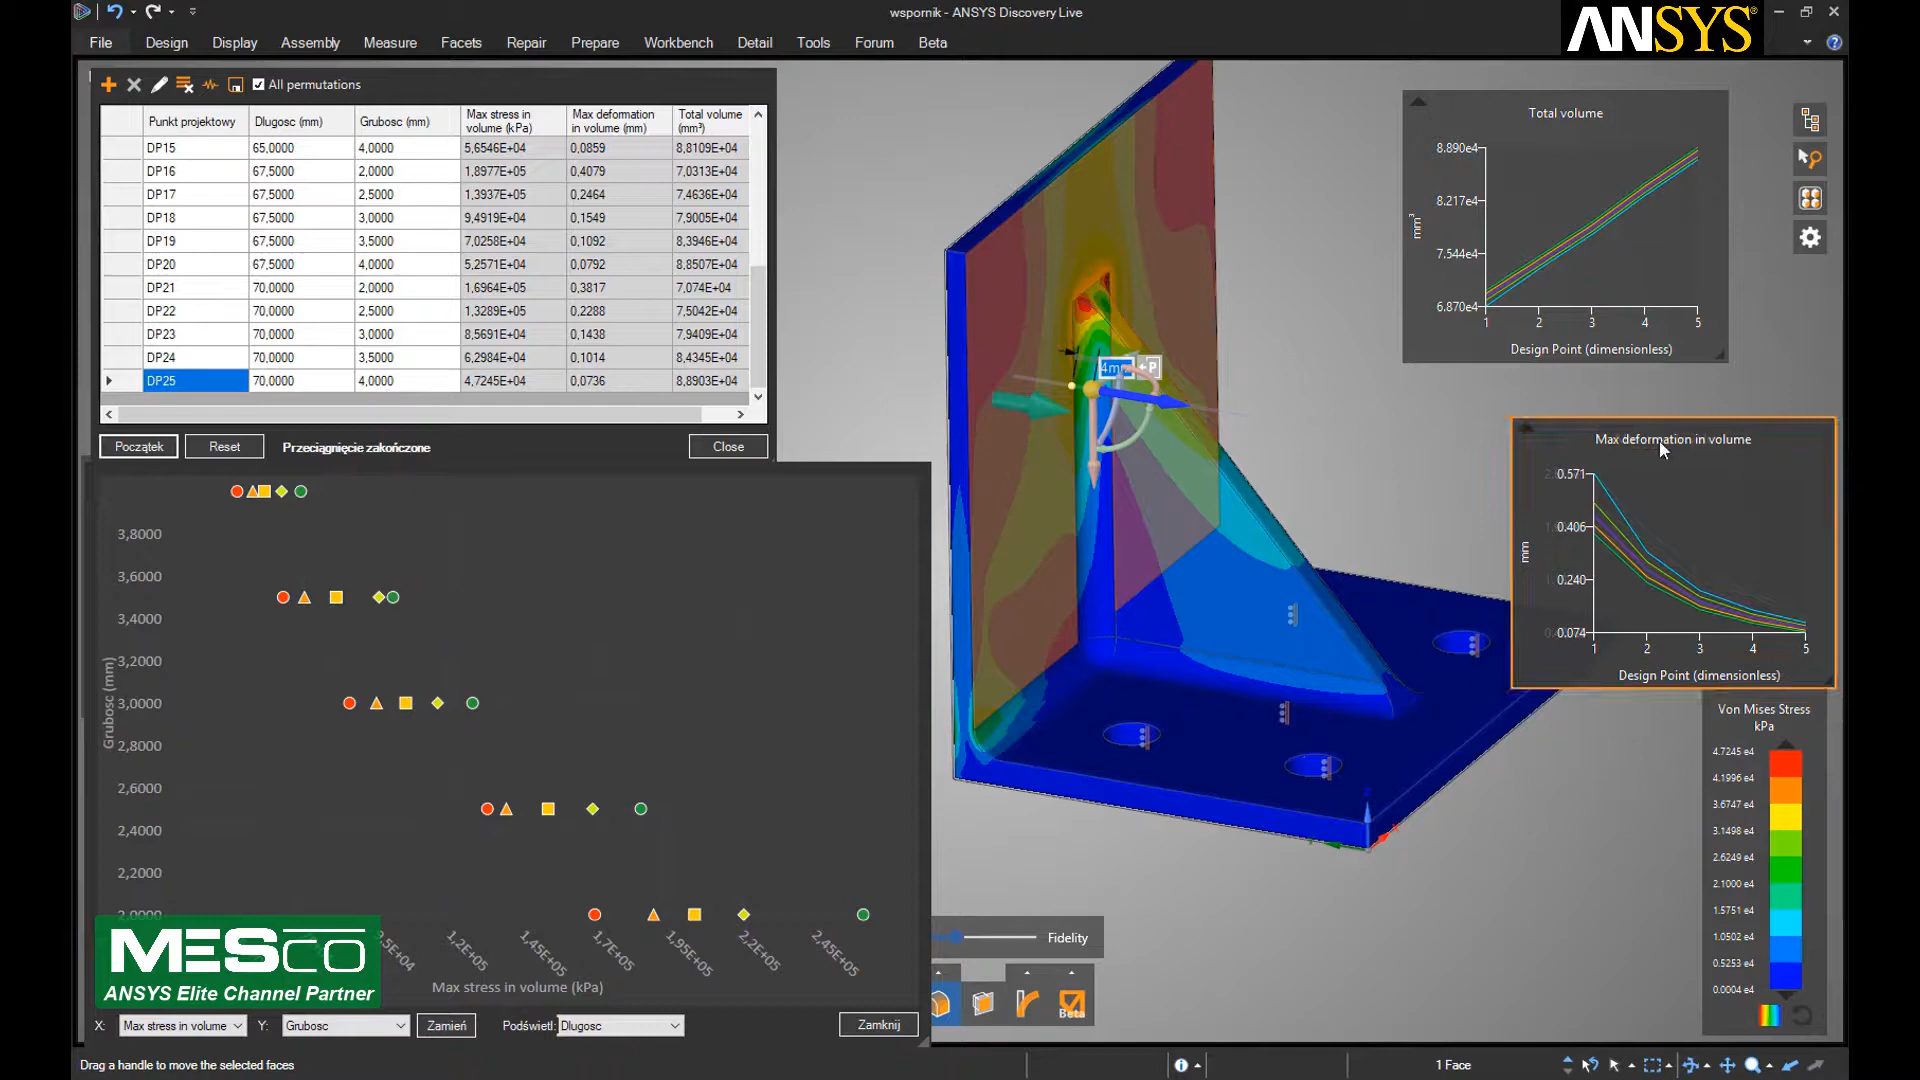 wspornik - ANSYS Discovery Live
ANSYS®
File Design Display Assembly Measure Facets Repair Prepare Workbench Detail Tools Forum Beta
All permutations
Punkt projektowy Dlugosc (mm) Grubosc (mm) Max stress in volume (kPa) Max deformation in volume (mm) Total volume (mm³)
DP15 65,0000 4,0000 5,6546E+04 0,0859 8,8109E+04
DP16 67,5000 2,0000 1,8977E+05 0,4079 7,0313E+04
DP17 67,5000 2,5000 1,3937E+05 0,2464 7,4636E+04
DP18 67,5000 3,0000 9,4919E+04 0,1549 7,9005E+04
DP19 67,5000 3,5000 7,0258E+04 0,1092 8,3946E+04
DP20 67,5000 4,0000 5,2571E+04 0,0792 8,8507E+04
DP21 70,0000 2,0000 1,6964E+05 0,3817 7,074E+04
DP22 70,0000 2,5000 1,3289E+05 0,2288 7,5042E+04
DP23 70,0000 3,0000 8,5691E+04 0,1438 7,9409E+04
DP24 70,0000 3,5000 6,2984E+04 0,1014 8,4345E+04
DP25 70,0000 4,0000 4,7245E+04 0,0736 8,8903E+04
Początek Reset Przeciągnięcie zakończone Close
3,8000
3,6000
3,4000
3,2000
3,0000
2,8000
2,6000
2,4000
2,2000
2,0000
Grubosc (mm)
1,2E+05 1,45E+05 1,7E+05 1,95E+05 2,2E+05 2,45E+05
Max stress in volume (kPa)
MESco
ANSYS Elite Channel Partner
X: Max stress in volume Y: Grubosc Zamień Podświetl: Dlugosc Zamknij
P
Total volume
8.890e4
8.217e4
7.544e4
6.870e4
mm³
1 2 3 4 5
Design Point (dimensionless)
Max deformation in volume
0.571
0.406
0.240
0.074
mm
1 2 3 4 5
Design Point (dimensionless)
Von Mises Stress
kPa
4.7245 e4
4.1996 e4
3.6747 e4
3.1498 e4
2.6249 e4
2.1000 e4
1.5751 e4
1.0502 e4
0.5253 e4
0.0004 e4
Fidelity
Beta
Drag a handle to move the selected faces
1 Face